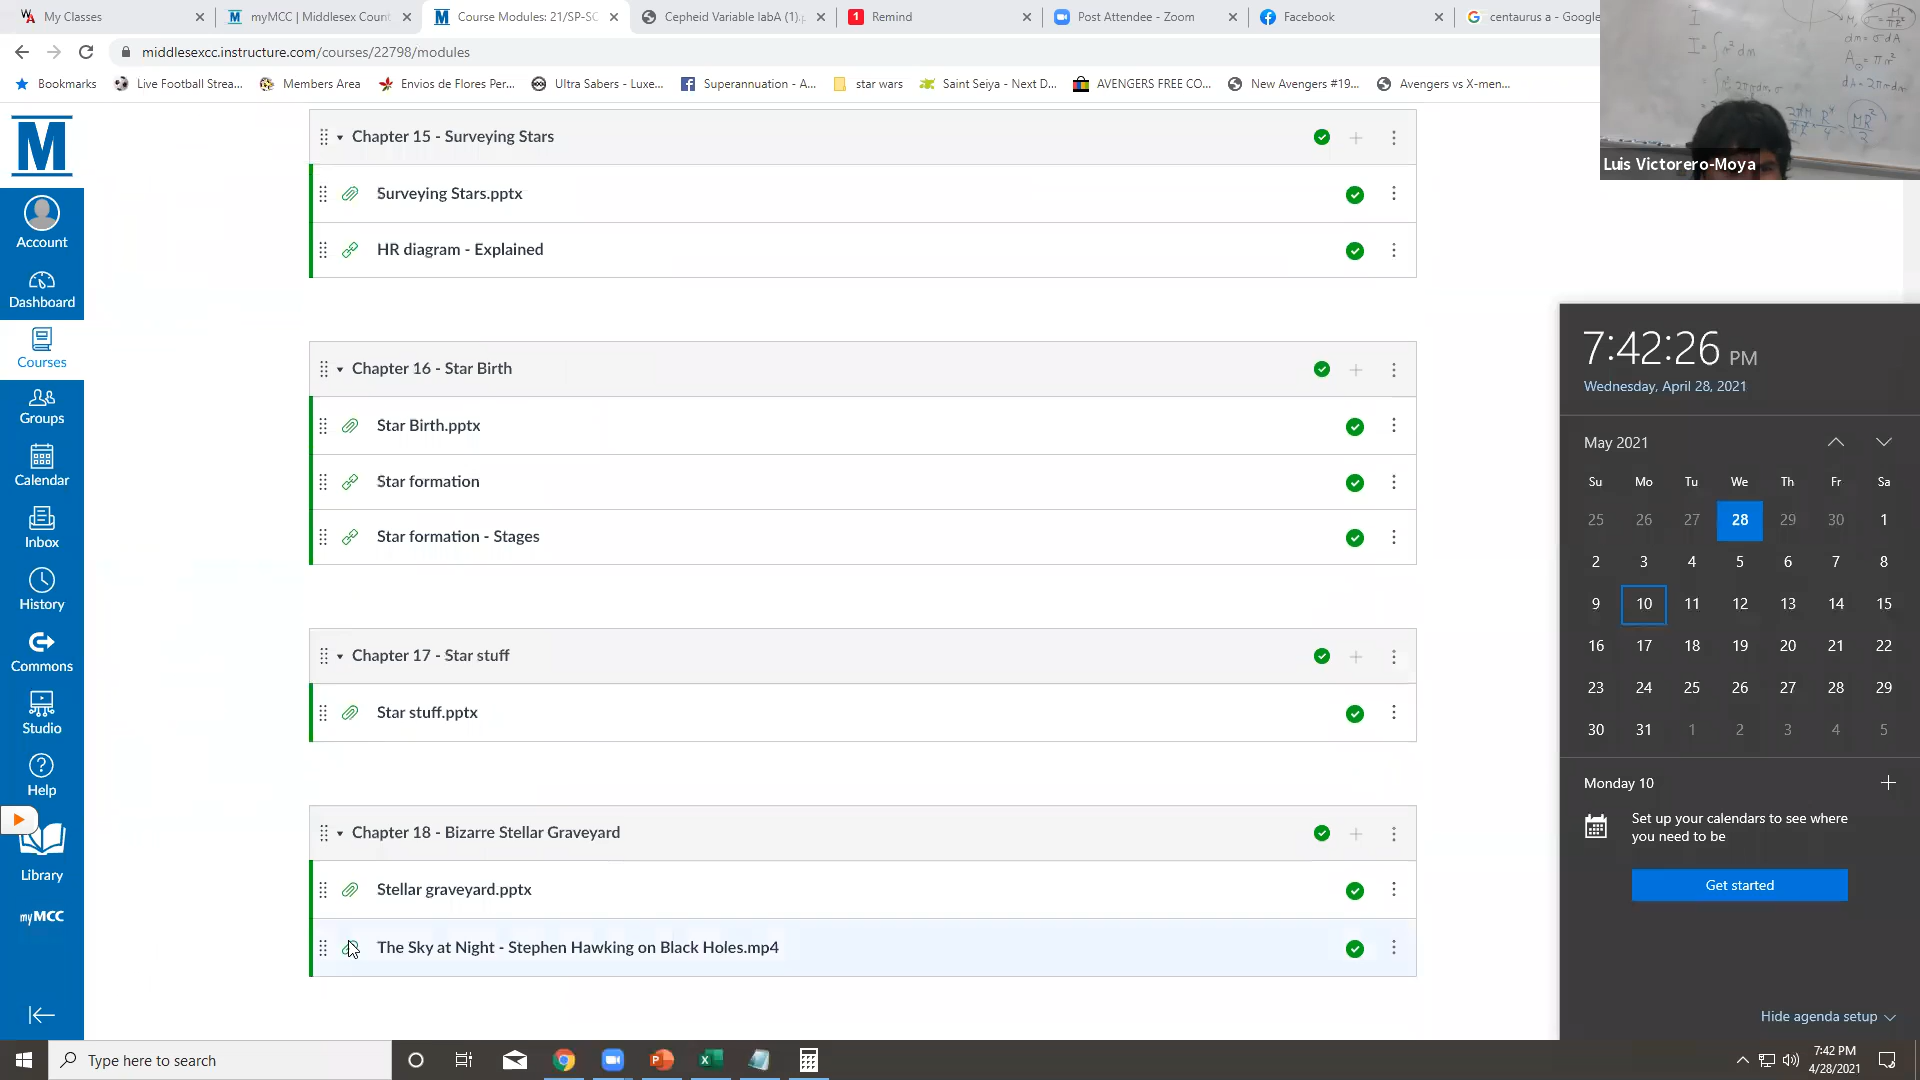 My Classes
myMCC | Middlesex Count
Course Modules: 21/SP-SC
Cepheid Variable labA (1).p
Remind
Post Attendee - Zoom
Facebook
centaurus a - Google
middlesexcc.instructure.com/courses/22798/modules
Bookmarks
Live Football Strea...
Members Area
Envios de Flores Per...
Ultra Sabers - Luxe...
Superannuation - A...
star wars
Saint Seiya - Next D...
AVENGERS FREE CO...
New Avengers #19...
Avengers vs X-men...
Luis Victorero-Moya
M
Account
Dashboard
Courses
Groups
Calendar
Inbox
History
Commons
Studio
Help
Library
myMCC
Chapter 15 - Surveying Stars
Surveying Stars.pptx
HR diagram - Explained
Chapter 16 - Star Birth
Star Birth.pptx
Star formation
Star formation - Stages
Chapter 17 - Star stuff
Star stuff.pptx
Chapter 18 - Bizarre Stellar Graveyard
Stellar graveyard.pptx
The Sky at Night - Stephen Hawking on Black Holes.mp4
7:42:26 PM
Wednesday, April 28, 2021
May 2021
Su Mo Tu We Th Fr Sa
25 26 27 28 29 30 1
2 3 4 5 6 7 8
9 10 11 12 13 14 15
16 17 18 19 20 21 22
23 24 25 26 27 28 29
30 31 1 2 3 4 5
Monday 10
Set up your calendars to see where
you need to be
Get started
Hide agenda setup
Type here to search
7:42 PM
4/28/2021